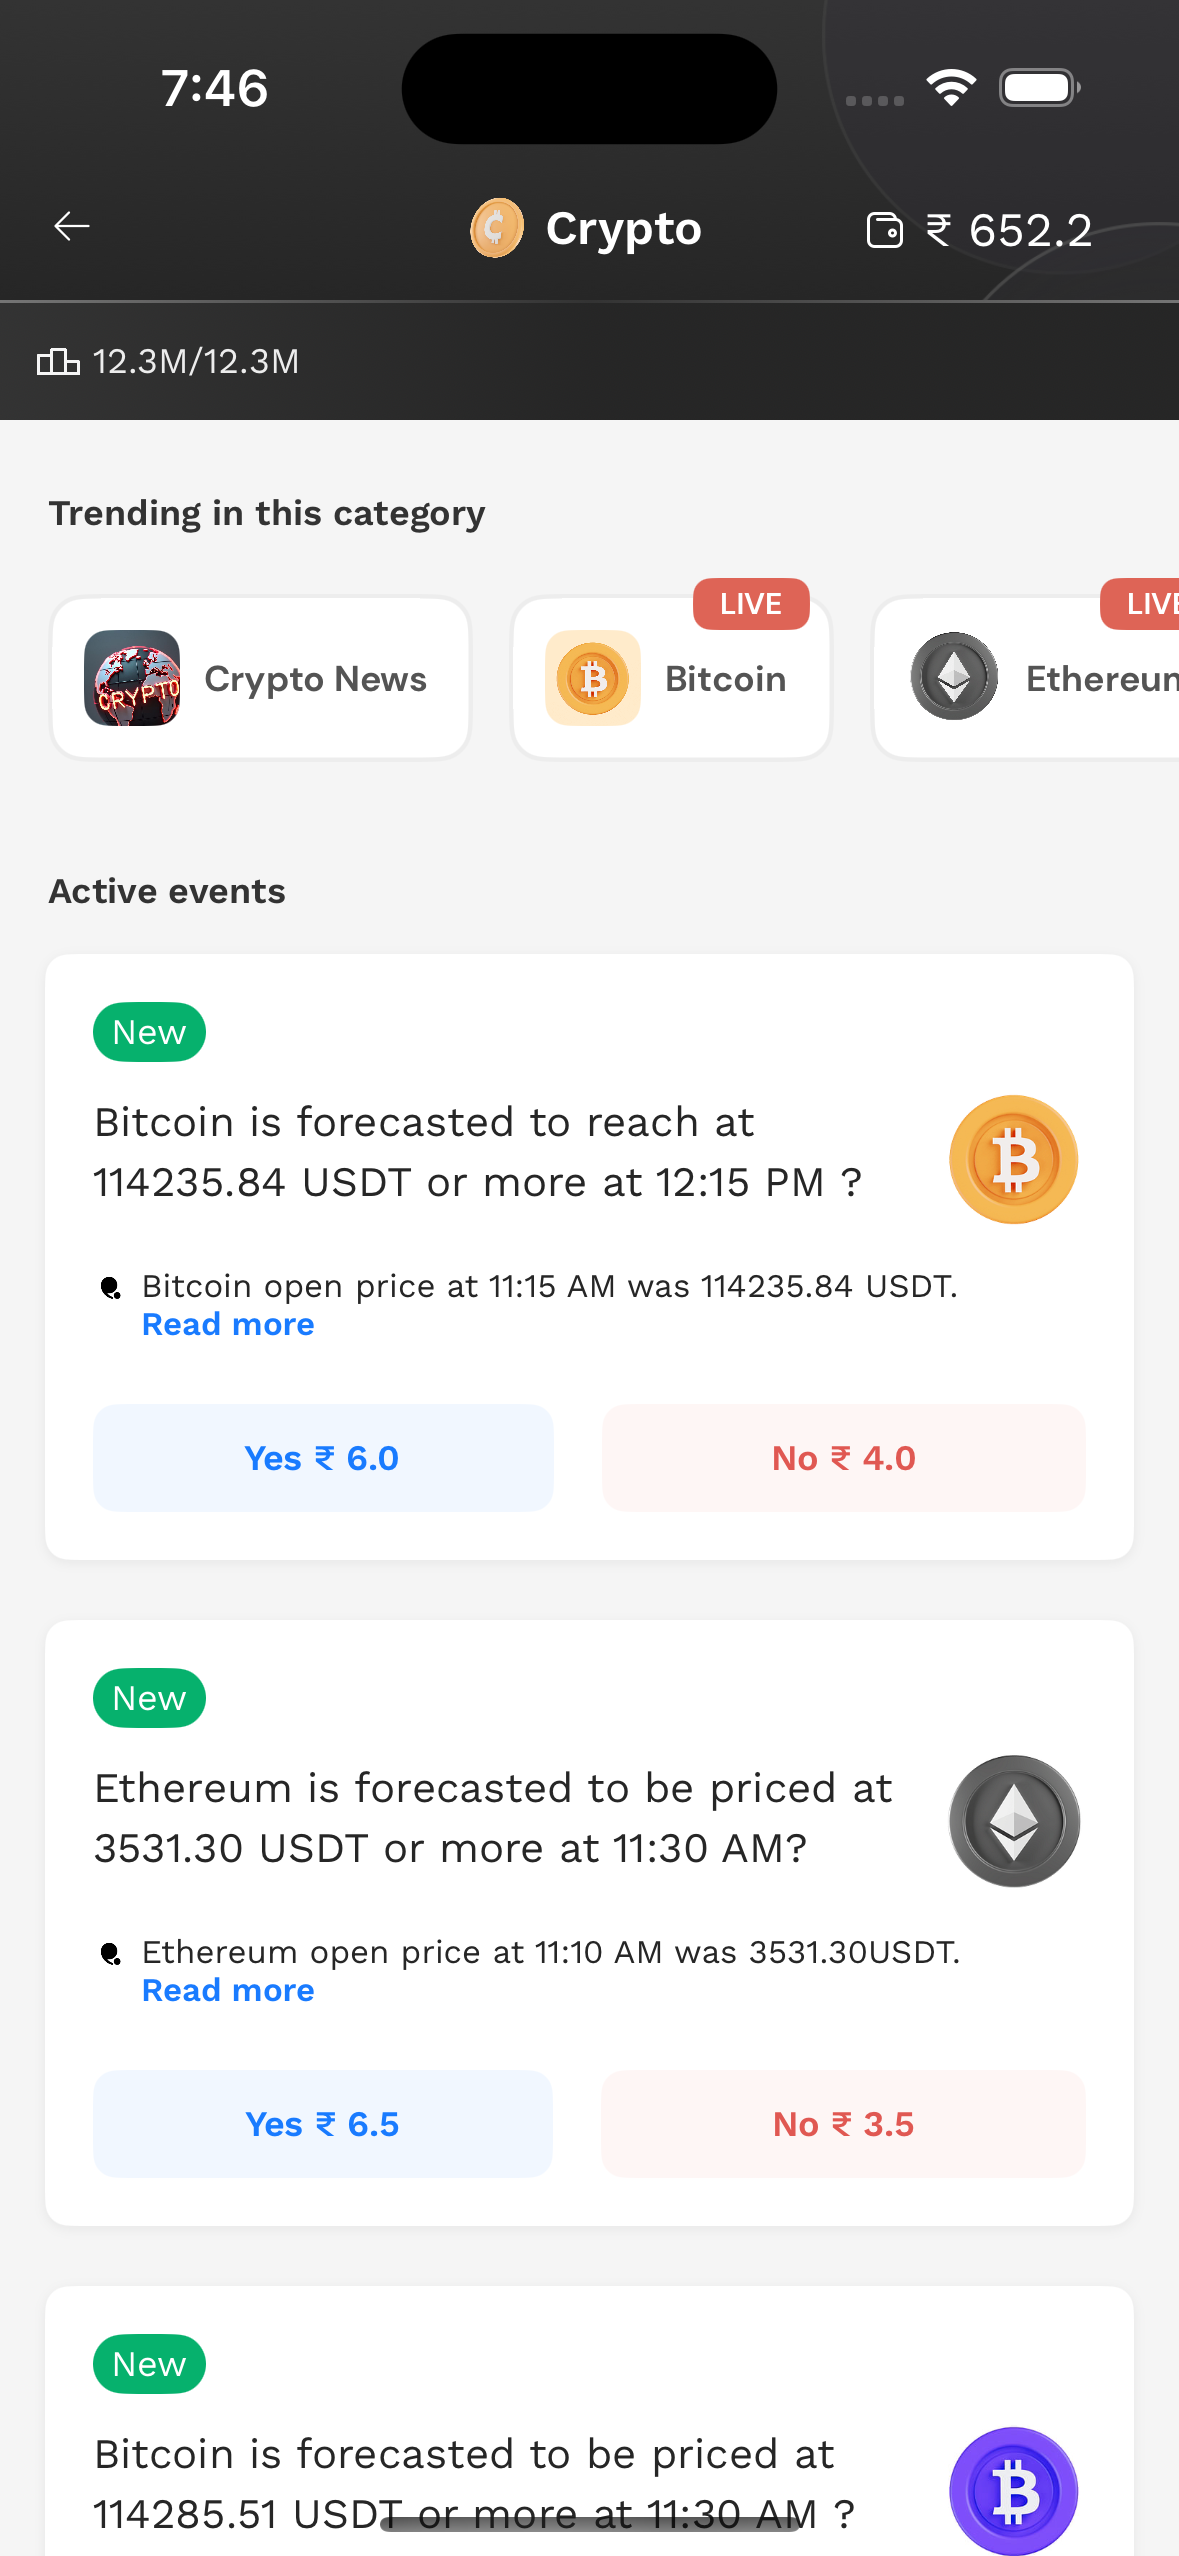 7:46
Crypto
₹ 652.2
12.3M/12.3M
Trending in this category
CRYPTO
Crypto News
LIVE
Bitcoin
LIVE
Ethereum
Active events
New
Bitcoin is forecasted to reach at
114235.84 USDT or more at 12:15 PM ?
Bitcoin open price at 11:15 AM was 114235.84 USDT.
Read more
Yes ₹ 6.0
No ₹ 4.0
New
Ethereum is forecasted to be priced at
3531.30 USDT or more at 11:30 AM?
Ethereum open price at 11:10 AM was 3531.30USDT.
Read more
Yes ₹ 6.5
No ₹ 3.5
New
Bitcoin is forecasted to be priced at
114285.51 USDT or more at 11:30 AM ?